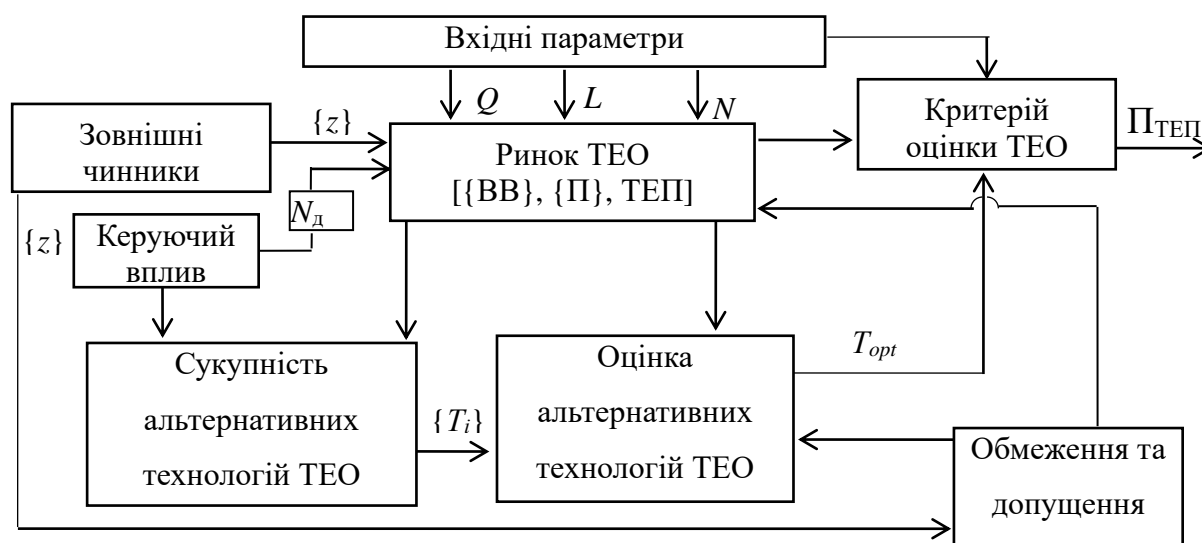 Вхідні параметри
Q
L
N
Зовнішні
чинники
{z}
Ринок ТЕО
[{ВВ}, {П}, ТЕП]
Критерій
оцінки ТЕО
ПТЕП
Nд
{z}
Керуючий
вплив
Сукупність
альтернативних
технологій ТЕО
{Ti}
Оцінка
альтернативних
технологій ТЕО
Topt
Обмеження та
допущення